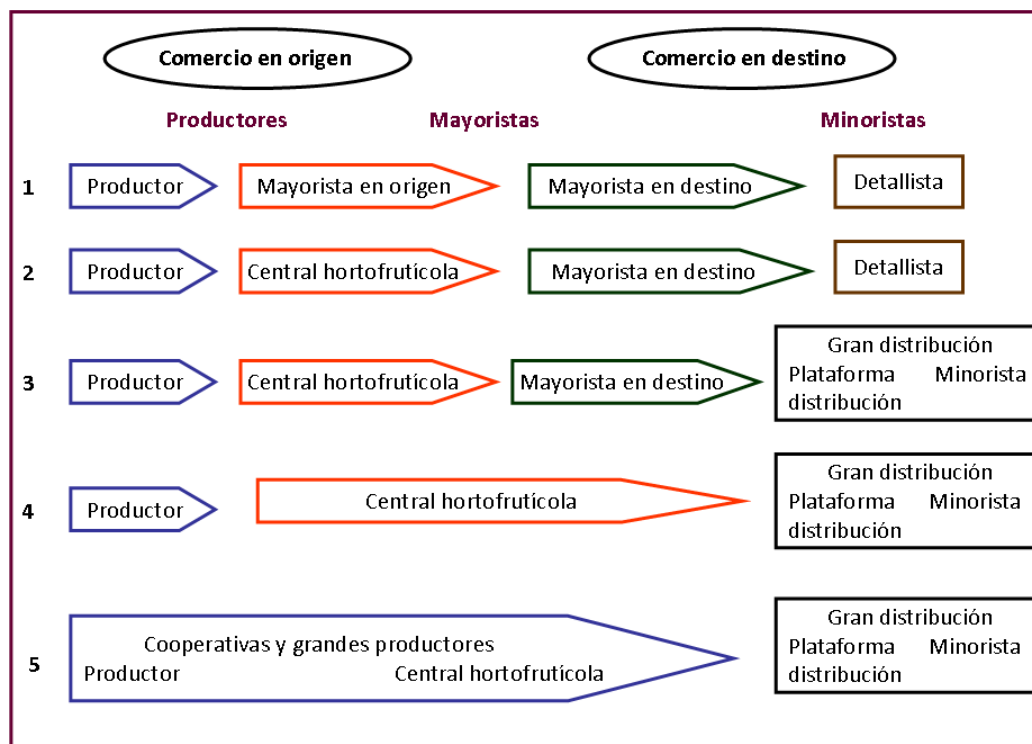 Comercio en origen Comercio en destino
Productores Mayoristas Minoristas
1 Productor Mayorista en origen Mayorista en destino Detallista
2 Productor Central hortofrutícola Mayorista en destino Detallista
3 Productor Central hortofrutícola Mayorista en destino Gran distribución
Plataforma Minorista
distribución
4 Productor Central hortofrutícola Gran distribución
Plataforma Minorista
distribución
5 Cooperativas y grandes productores
Productor Central hortofrutícola
Gran distribución
Plataforma Minorista
distribución